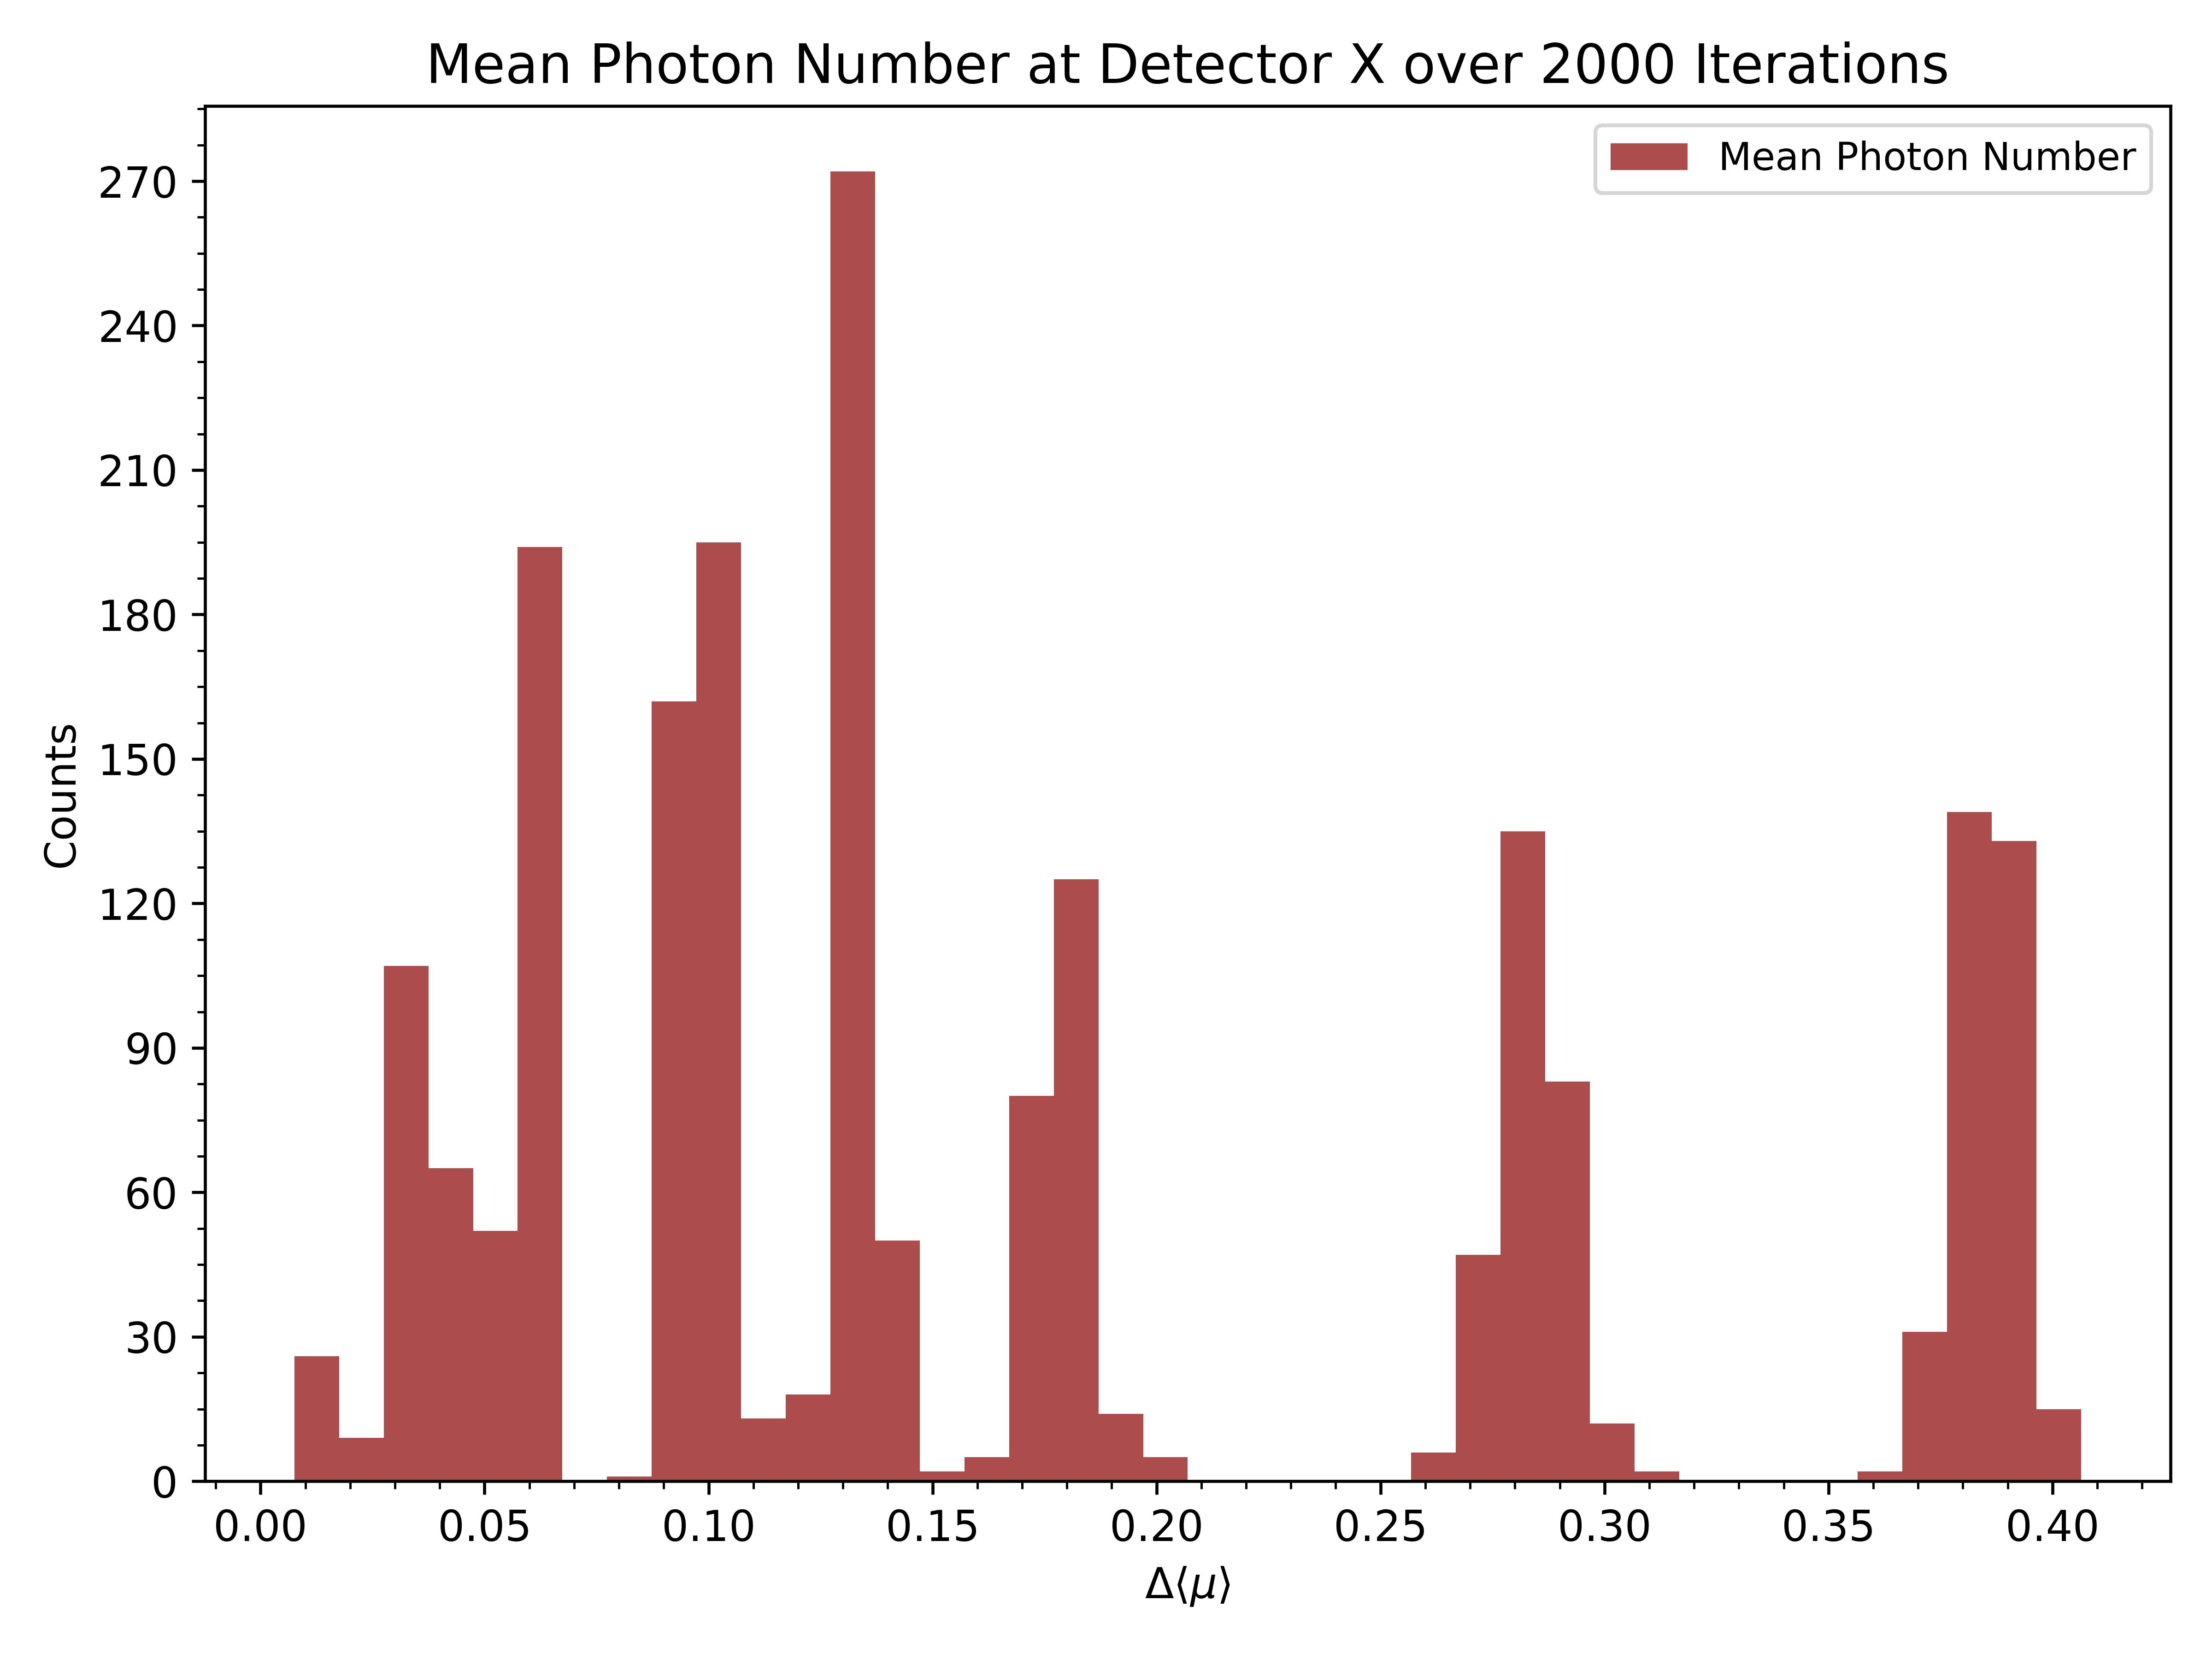 Mean Photon Number at Detector X over 2000 Iterations
Mean Photon Number
270
240
210
180
150
120
90
60
30
0
Counts
0.00 0.05 0.10 0.15 0.20 0.25 0.30 0.35 0.40
Δ⟨μ⟩